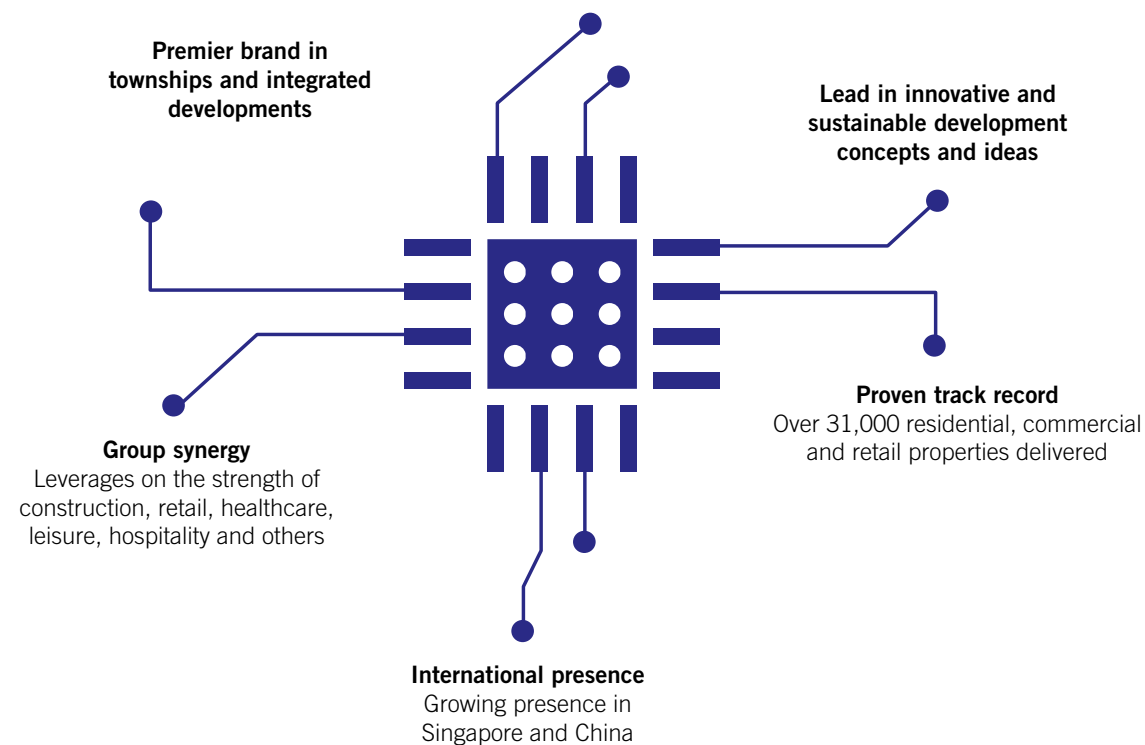 Premier brand in
townships and integrated
developments
Lead in innovative and
sustainable development
concepts and ideas
Group synergy
Leverages on the strength of
construction, retail, healthcare,
leisure, hospitality and others
Proven track record
Over 31,000 residential, commercial
and retail properties delivered
International presence
Growing presence in
Singapore and China